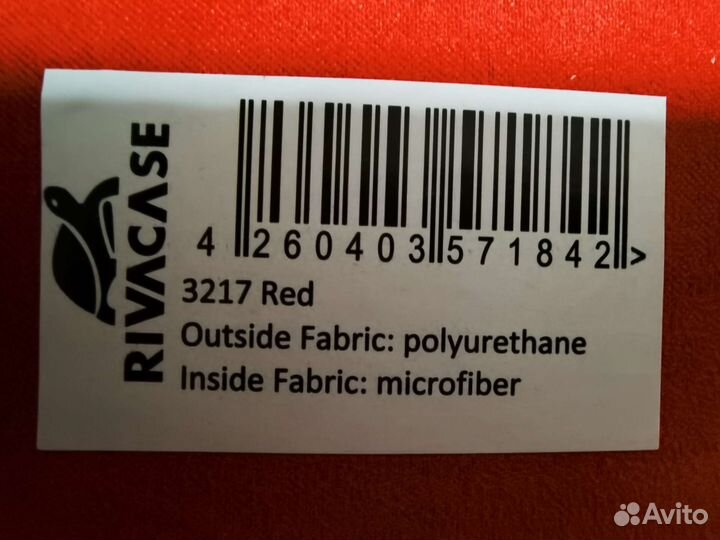 RIVACASE
4 260403 571842 >
3217 Red
Outside Fabric: polyurethane
Inside Fabric: microfiber
Avito